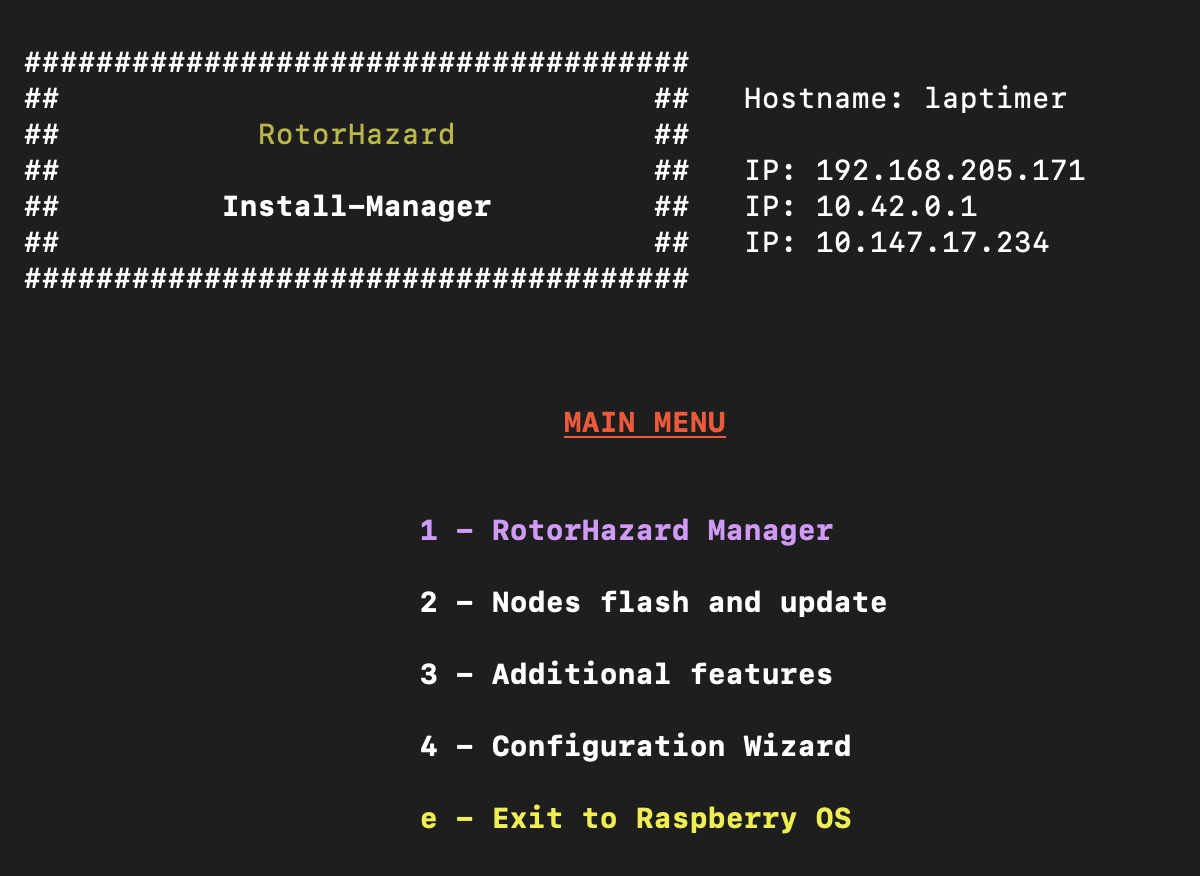 #####################################
## ## Hostname: laptimer
## RotorHazard ##
## ## IP: 192.168.205.171
## Install-Manager ## IP: 10.42.0.1
## ## IP: 10.147.17.234
#####################################
MAIN MENU
1 - RotorHazard Manager
2 - Nodes flash and update
3 - Additional features
4 - Configuration Wizard
e - Exit to Raspberry OS